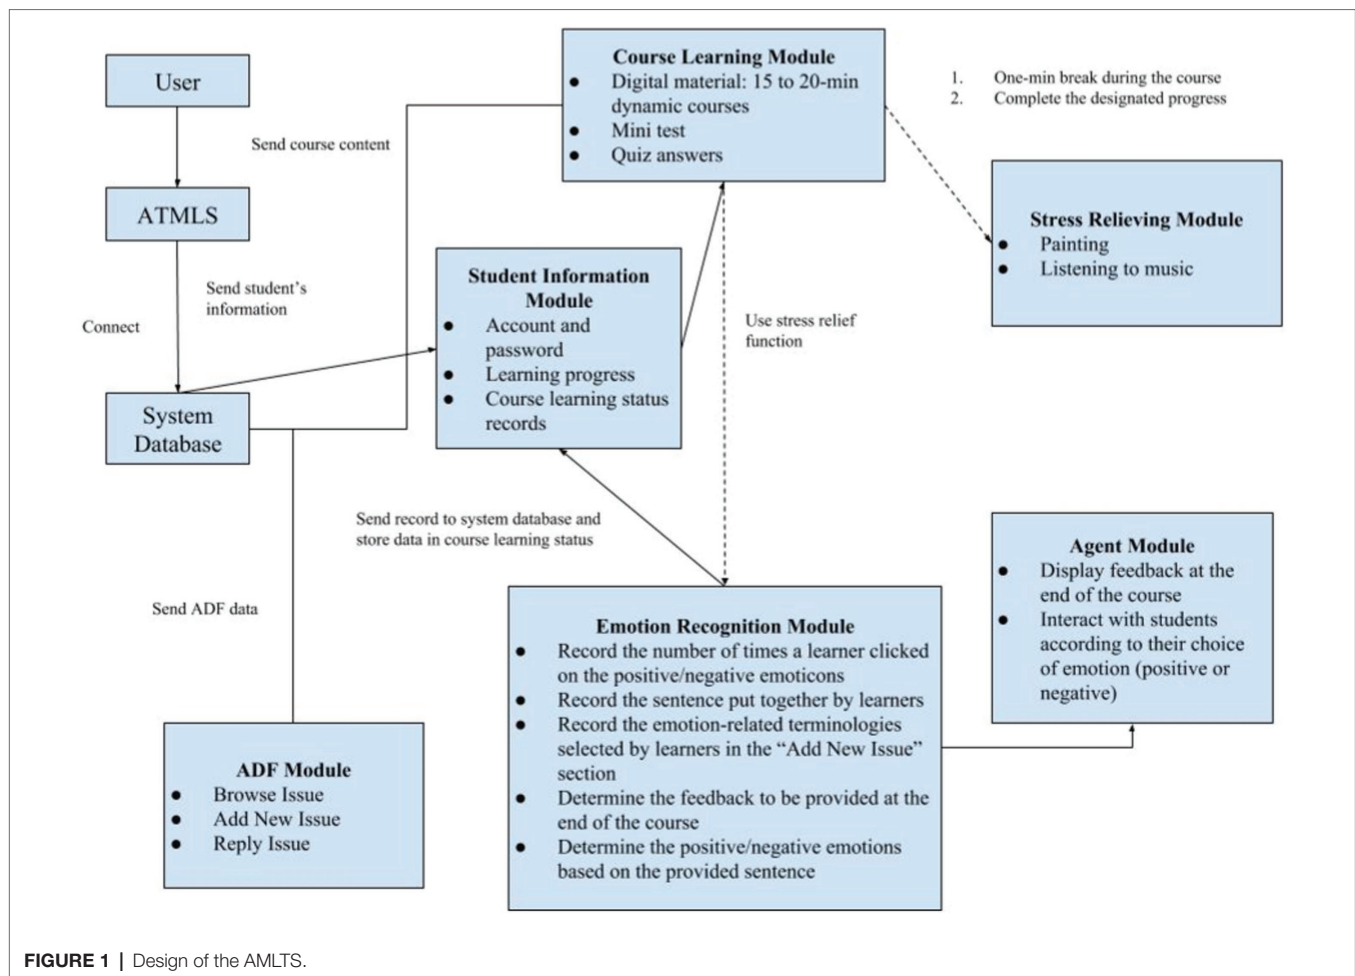 User
Send course content
ATMLS
Send student's
information
Connect
System
Database
Course Learning Module
● Digital material: 15 to 20-min
dynamic courses
● Mini test
● Quiz answers
1. One-min break during the course
2. Complete the designated progress
Stress Relieving Module
● Painting
● Listening to music
Student Information
Module
● Account and
password
● Learning progress
● Course learning status
records
Use stress relief
function
Send record to system database and
store data in course learning status
Send ADF data
ADF Module
● Browse Issue
● Add New Issue
● Reply Issue
Emotion Recognition Module
● Record the number of times a learner clicked
on the positive/negative emoticons
● Record the sentence put together by learners
● Record the emotion-related terminologies
selected by learners in the “Add New Issue”
section
● Determine the feedback to be provided at the
end of the course
● Determine the positive/negative emotions
based on the provided sentence
Agent Module
● Display feedback at the
end of the course
● Interact with students
according to their choice
of emotion (positive or
negative)
FIGURE 1 | Design of the AMLTS.